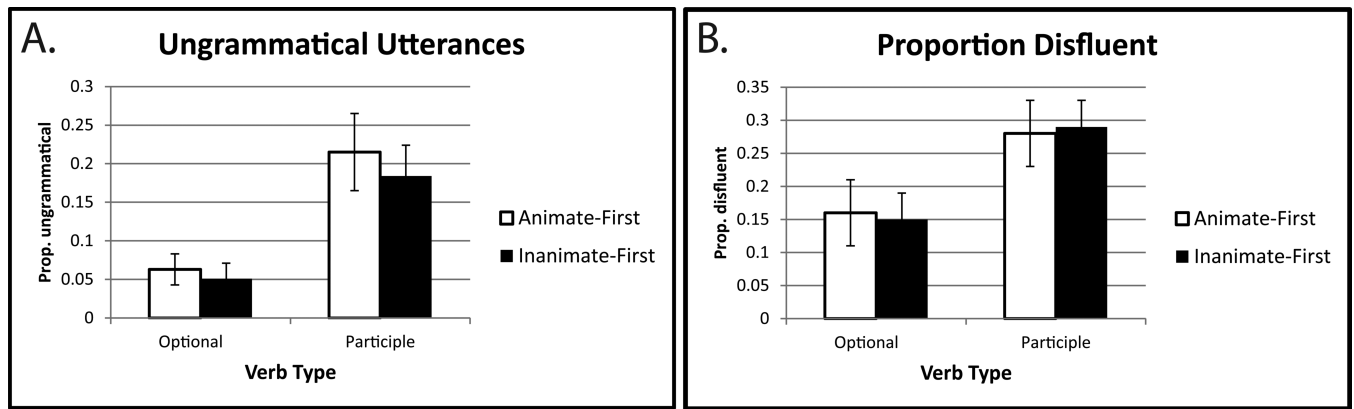 A.
Ungrammatical Utterances
Prop. ungrammatical
0.3
0.25
0.2
0.15
0.1
0.05
0
Optional
Participle
Verb Type
Animate-First
Inanimate-First
B.
Proportion Disfluent
Prop. disfluent
0.35
0.3
0.25
0.2
0.15
0.1
0.05
0
Optional
Participle
Verb Type
Animate-First
Inanimate-First